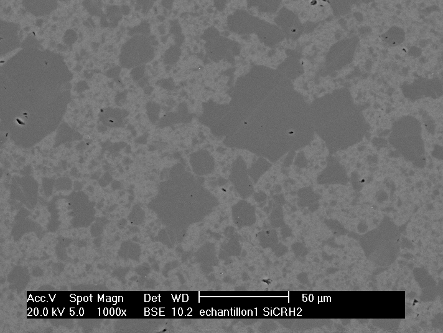 Acc.V Spot Magn Det WD 50 µm
20.0 kV 5.0 1000x BSE 10.2 echantillon1 SiCRH2